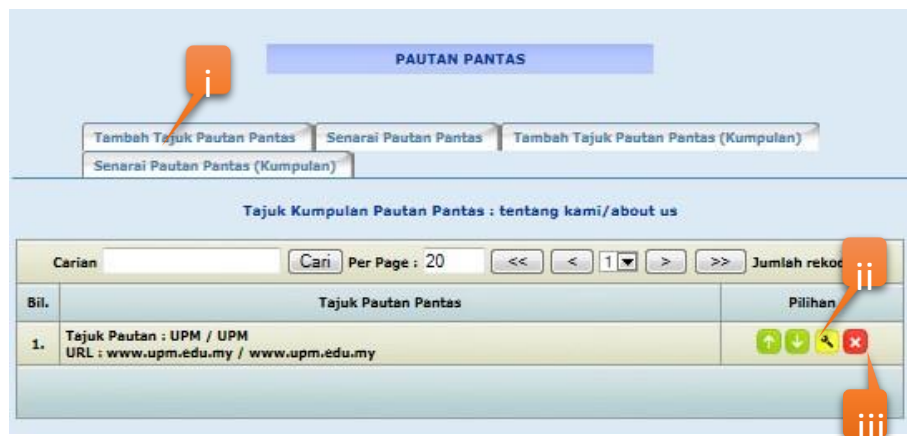 PAUTAN PANTAS
i
Tambah Tajuk Pautan Pantas Senarai Pautan Pantas Tambah Tajuk Pautan Pantas (Kumpulan)
Senarai Pautan Pantas (Kumpulan)
Tajuk Kumpulan Pautan Pantas : tentang kami/about us
Carian Cari Per Page : 20 << < 1 > >> Jumlah rekod
ii
Bil. Tajuk Pautan Pantas Pilihan
1. Tajuk Pautan : UPM / UPM
URL : www.upm.edu.my / www.upm.edu.my
iii